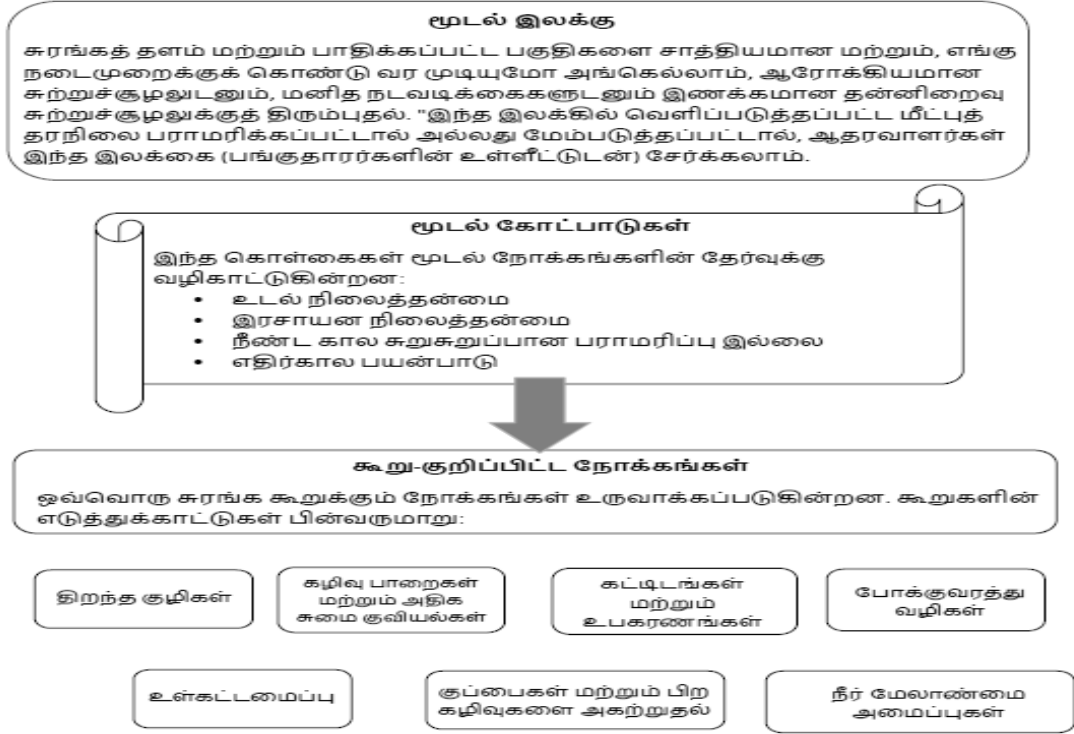 மூடல் இலக்கு
சுரங்கத் தளம் மற்றும் பாதிக்கப்பட்ட பகுதிகளை சாத்தியமான மற்றும், எங்கு
நடைமுறைக்குக் கொண்டு வர முடியுமோ அங்கெல்லாம், ஆரோக்கியமான
சுற்றுச்சூழலுடனும், மனித நடவடிக்கைகளுடனும் இணக்கமான தன்னிறைவு
சுற்றுச்சூழலுக்குத் திரும்புதல். "இந்த இலக்கில் வெளிப்படுத்தப்பட்ட மீட்புத்
தரநிலை பராமரிக்கப்பட்டால் அல்லது மேம்படுத்தப்பட்டால், ஆதரவாளர்கள்
இந்த இலக்கை (பங்குதாரர்களின் உள்ளீட்டுடன்) சேர்க்கலாம்.
மூடல் கோட்பாடுகள்
இந்த கொள்கைகள் மூடல் நோக்கங்களின் தேர்வுக்கு
வழிகாட்டுகின்றன:
• உடல் நிலைத்தன்மை
• இரசாயன நிலைத்தன்மை
• நீண்ட கால சுறுசுறுப்பான பராமரிப்பு இல்லை
• எதிர்கால பயன்பாடு
கூறு-குறிப்பிட்ட நோக்கங்கள்
ஒவ்வொரு சுரங்க கூறுக்கும் நோக்கங்கள் உருவாக்கப்படுகின்றன. கூறுகளின்
எடுத்துக்காட்டுகள் பின்வருமாறு:
திறந்த குழிகள்
கழிவு பாறைகள்
மற்றும் அதிக
சுமை குவியல்கள்
கட்டிடங்கள்
மற்றும்
உபகரணங்கள்
போக்குவரத்து
வழிகள்
உள்கட்டமைப்பு
குப்பைகள் மற்றும் பிற
கழிவுகளை அகற்றுதல்
நீர் மேலாண்மை
அமைப்புகள்